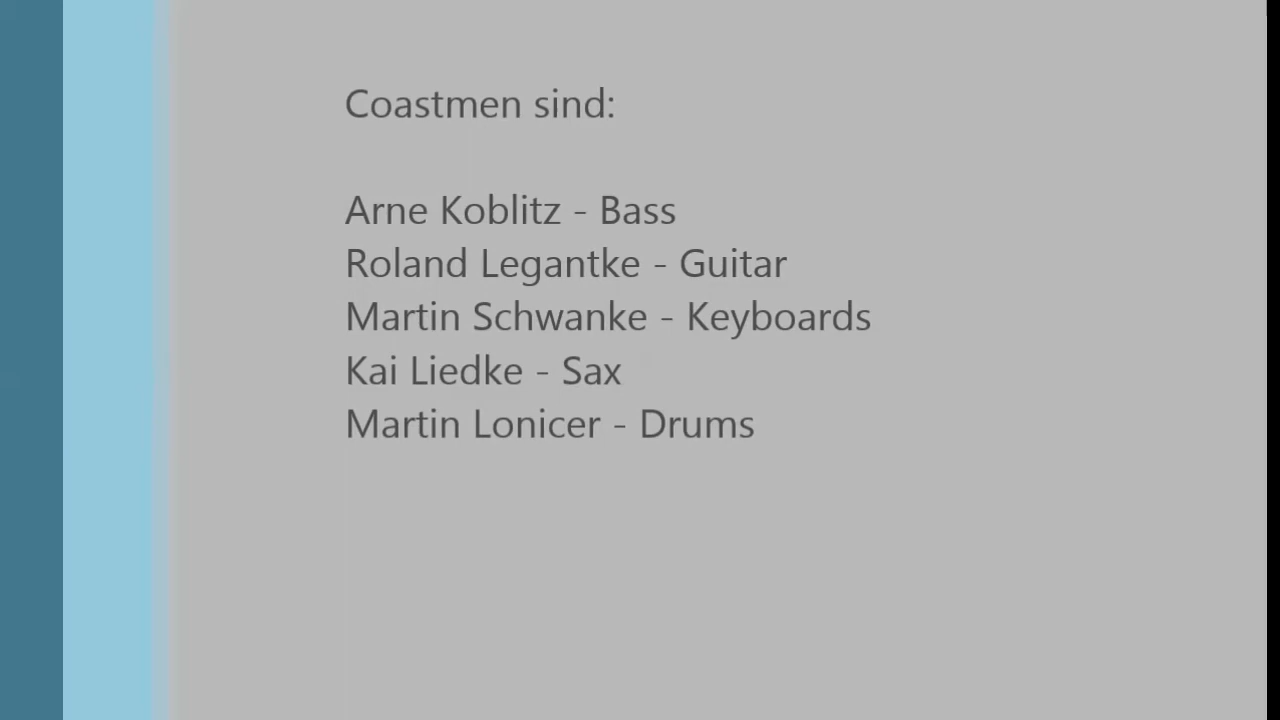 Coastmen sind:
Arne Koblitz - Bass
Roland Legantke - Guitar
Martin Schwanke - Keyboards
Kai Liedke - Sax
Martin Lonicer - Drums